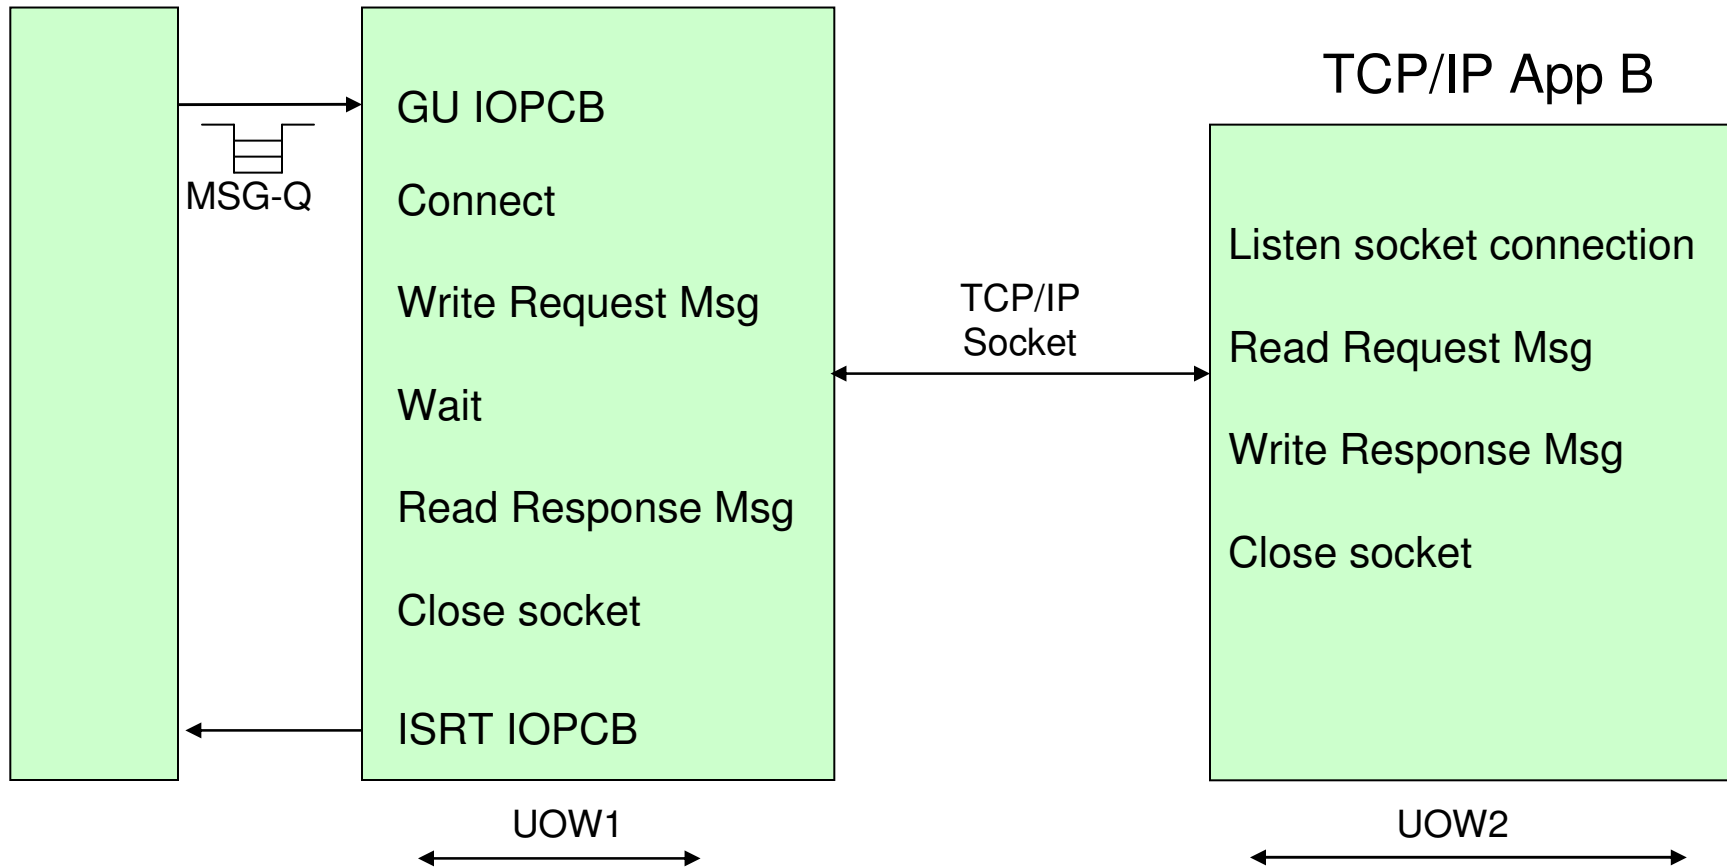 MSG-Q
GU IOPCB
Connect
Write Request Msg
Wait
Read Response Msg
Close socket
ISRT IOPCB
UOW1
TCP/IP
Socket
TCP/IP App B
Listen socket connection
Read Request Msg
Write Response Msg
Close socket
UOW2